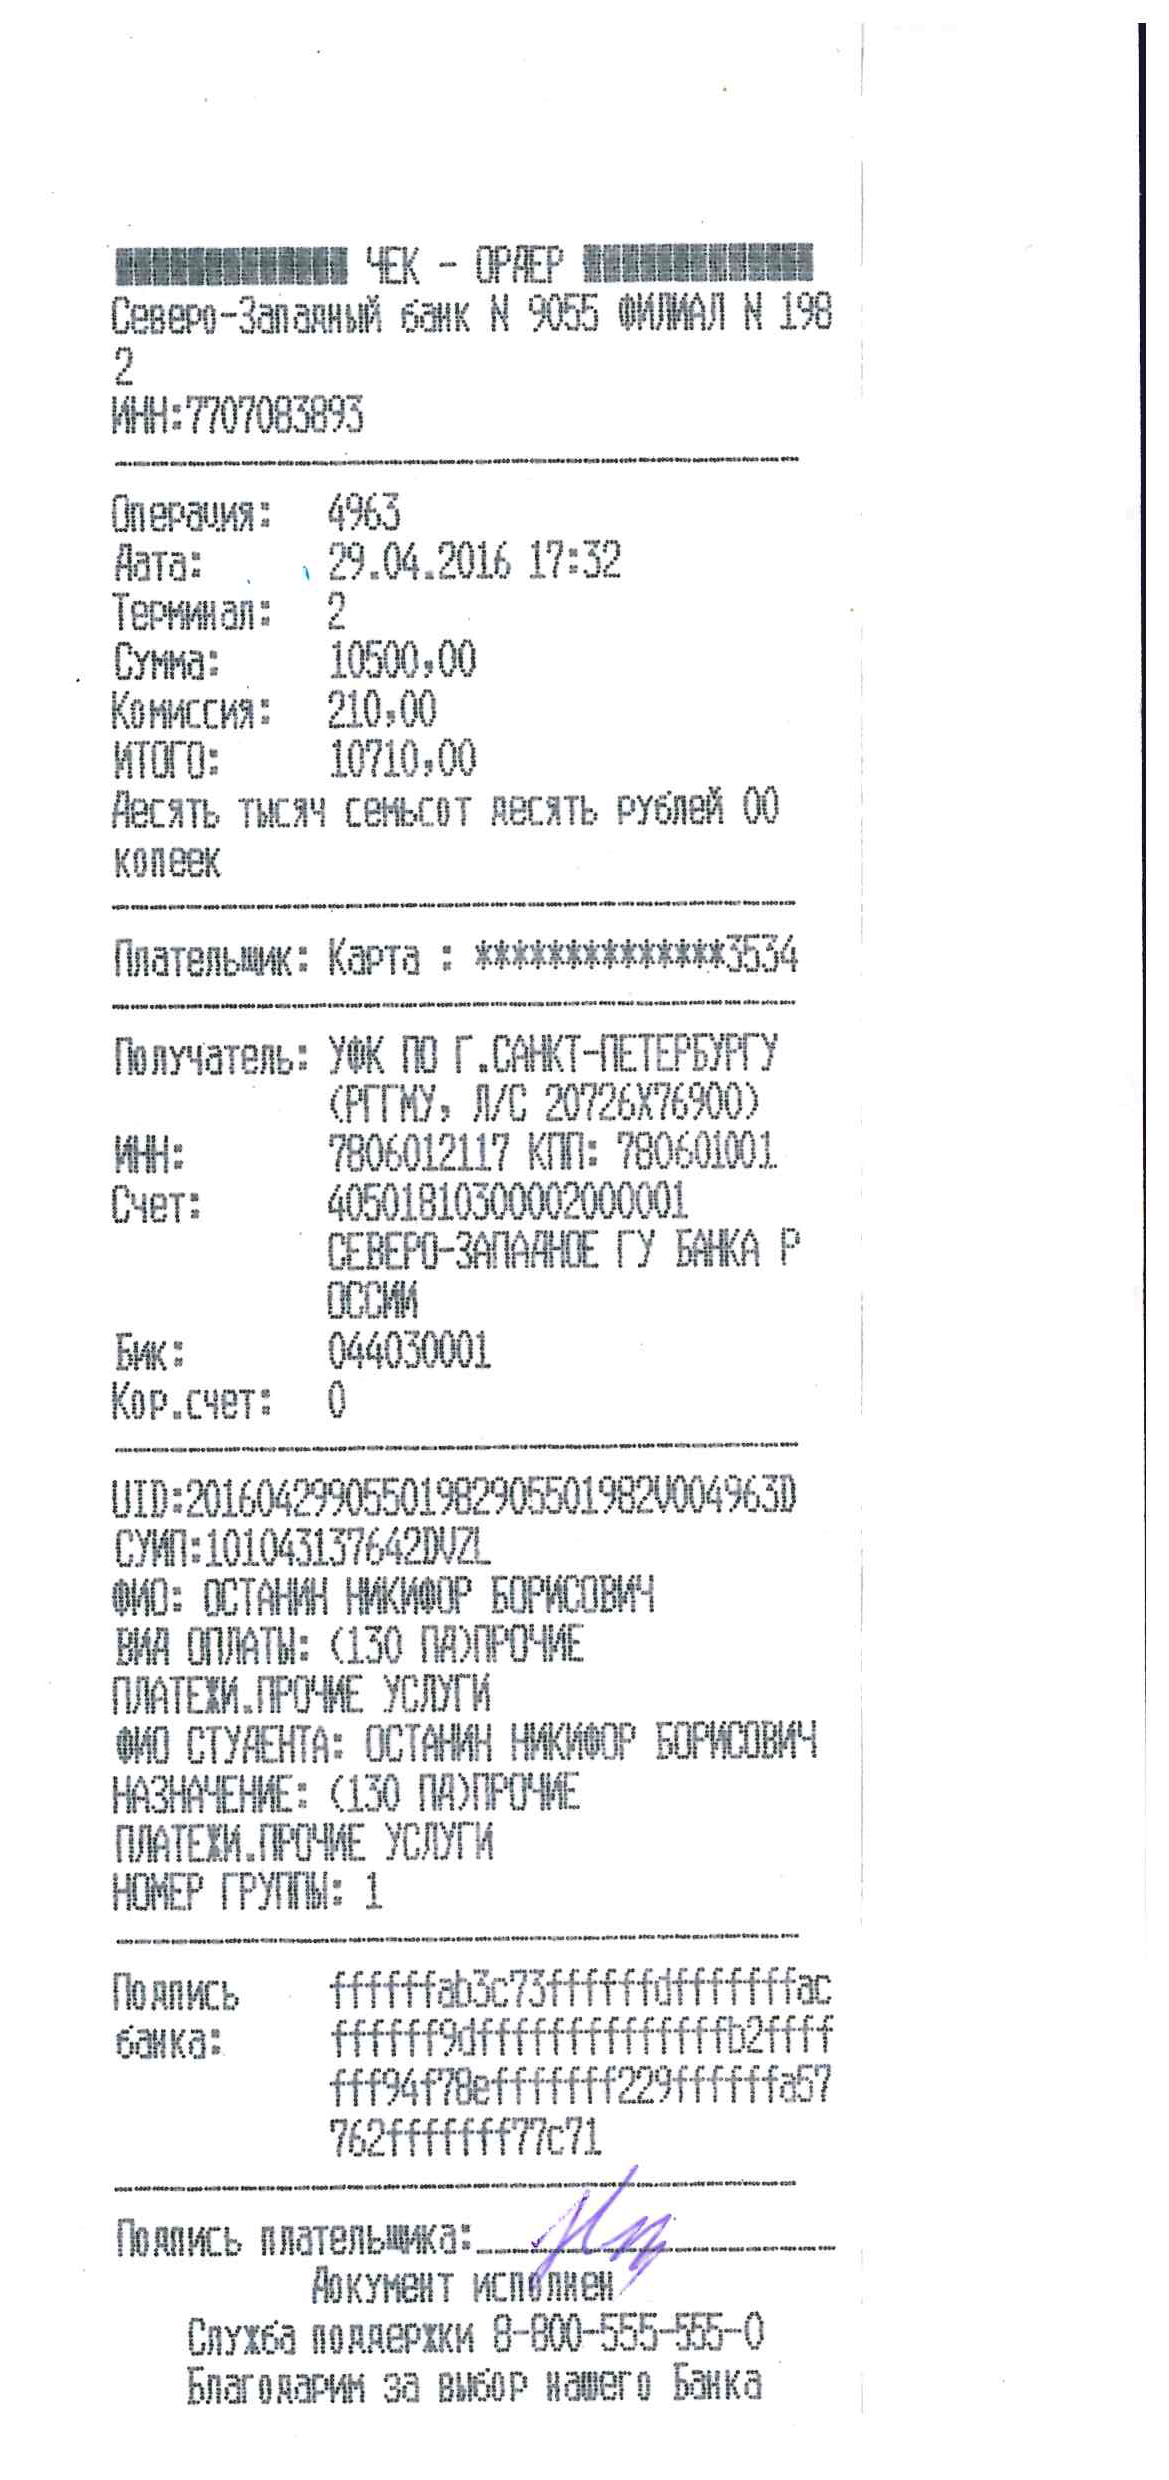 ЧЕК - ОРДЕР
Северо-Западный банк N 9055 ФИЛИАЛ N 198
2
ИНН:7707083893
Операция: 4963
Дата: 29.04.2016 17:32
Терминал: 2
Сумма: 10500,00
Комиссия: 210,00
ИТОГО: 10710,00
Десять тысяч семьсот десять рублей 00
копеек
Плательщик: Карта : **************3534
Получатель: УФК ПО Г.САНКТ-ПЕТЕРБУРГУ
(РГГМУ, Л/С 20726Х76900)
ИНН: 7806012117 КПП: 780601001
Счет: 40501810300002000001
СЕВЕРО-ЗАПАДНОЕ ГУ БАНКА Р
ОССИИ
Бик: 044030001
Кор.счет: 0
UID:20160429905501982905501982V004963D
СУИП:101043137642DVZL
ФИО: ОСТАНИН НИКИФОР БОРИСОВИЧ
ВИД ОПЛАТЫ: (130 ПД)ПРОЧИЕ
ПЛАТЕЖИ.ПРОЧИЕ УСЛУГИ
ФИО СТУДЕНТА: ОСТАНИН НИКИФОР БОРИСОВИЧ
НАЗНАЧЕНИЕ: (130 ПД)ПРОЧИЕ
ПЛАТЕЖИ.ПРОЧИЕ УСЛУГИ
НОМЕР ГРУППЫ: 1
Подпись ffffffab3c73ffffffdfffffffac
банка: ffffff9dffffffffffffffb2ffff
fff94f78efffffff229ffffffa57
762fffffff77c71
Подпись плательщика:
Документ исполнен
Служба поддержки 8-800-555-555-0
Благодарим за выбор нашего Банка